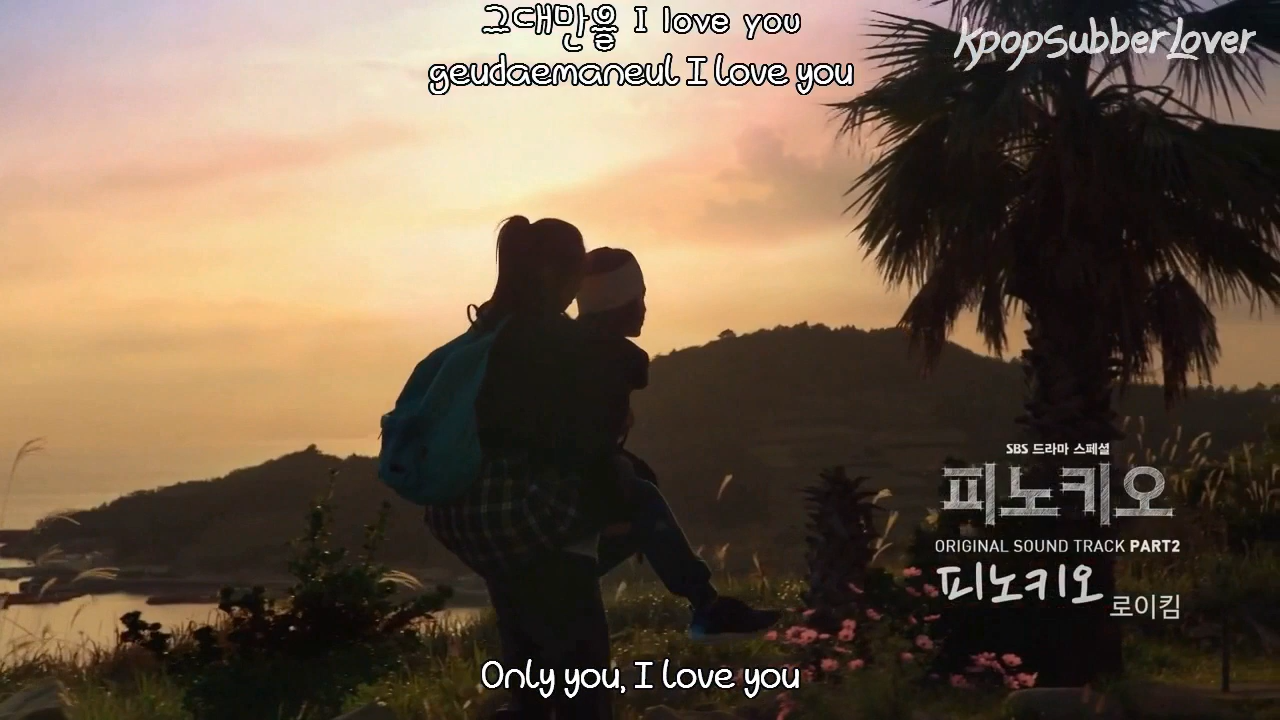 그대만을 I love you
geudaemaneul I love you
KpopSubberLover
SBS 드라마 스페셜
피노키오
ORIGINAL SOUND TRACK PART2
피노키오
로이킴
Only you, I love you